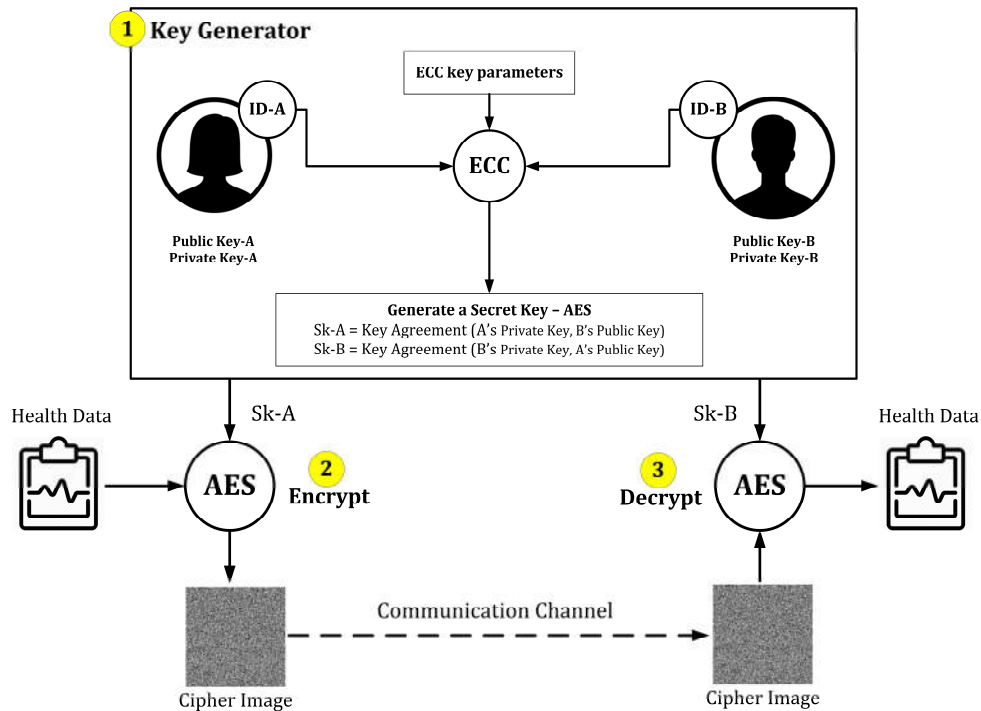 1 Key Generator
ECC key parameters
ID-A
ID-B
ECC
Public Key-A
Private Key-A
Public Key-B
Private Key-B
Generate a Secret Key – AES
Sk-A = Key Agreement (A's Private Key, B's Public Key)
Sk-B = Key Agreement (B's Private Key, A's Public Key)
Health Data
Sk-A
Sk-B
Health Data
AES
2
Encrypt
3
Decrypt
AES
Communication Channel
Cipher Image
Cipher Image